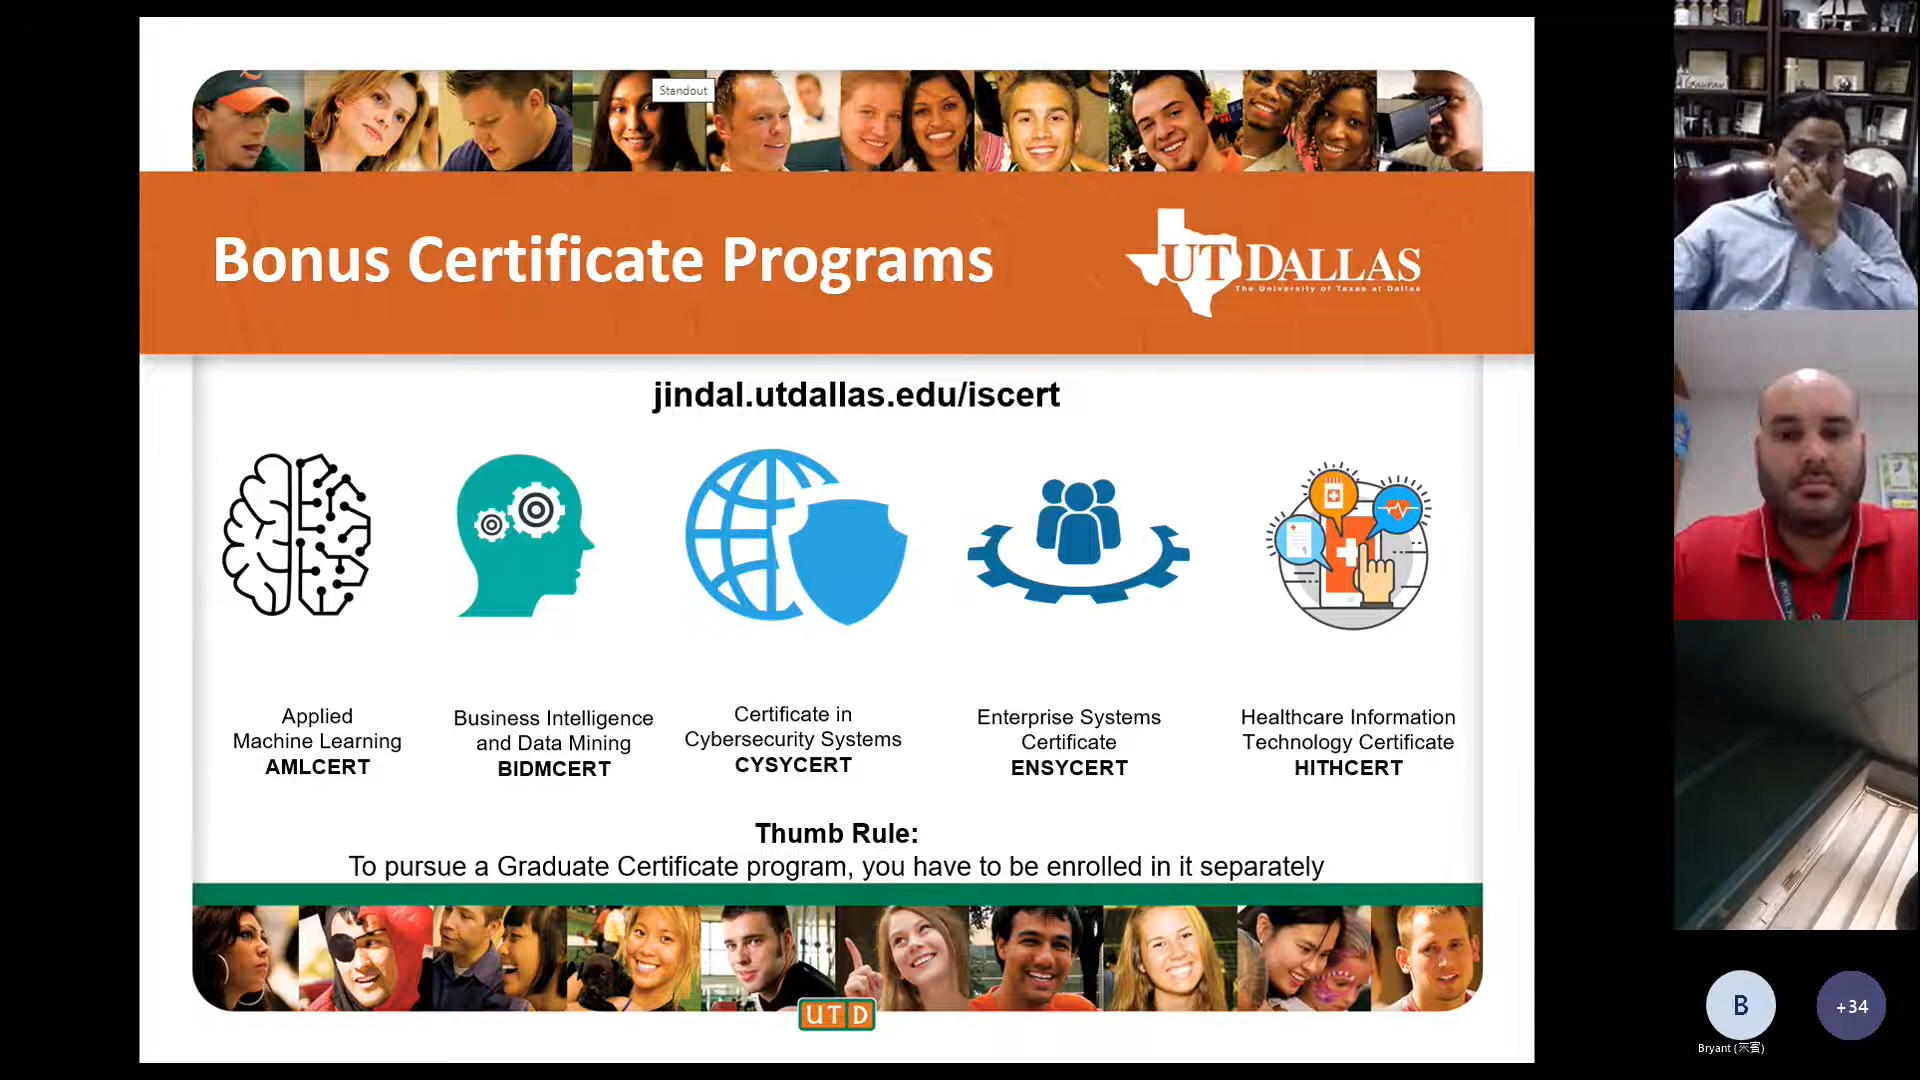 Standout
Bonus Certificate Programs
UT DALLAS
The University of Texas at Dallas
jindal.utdallas.edu/iscert
Applied
Machine Learning
AMLCERT
Business Intelligence
and Data Mining
BIDMCERT
Certificate in
Cybersecurity Systems
CYSYCERT
Enterprise Systems
Certificate
ENSYCERT
Healthcare Information
Technology Certificate
HITHCERT
Thumb Rule:
To pursue a Graduate Certificate program, you have to be enrolled in it separately
UTD
B
+34
Bryant (来賓)